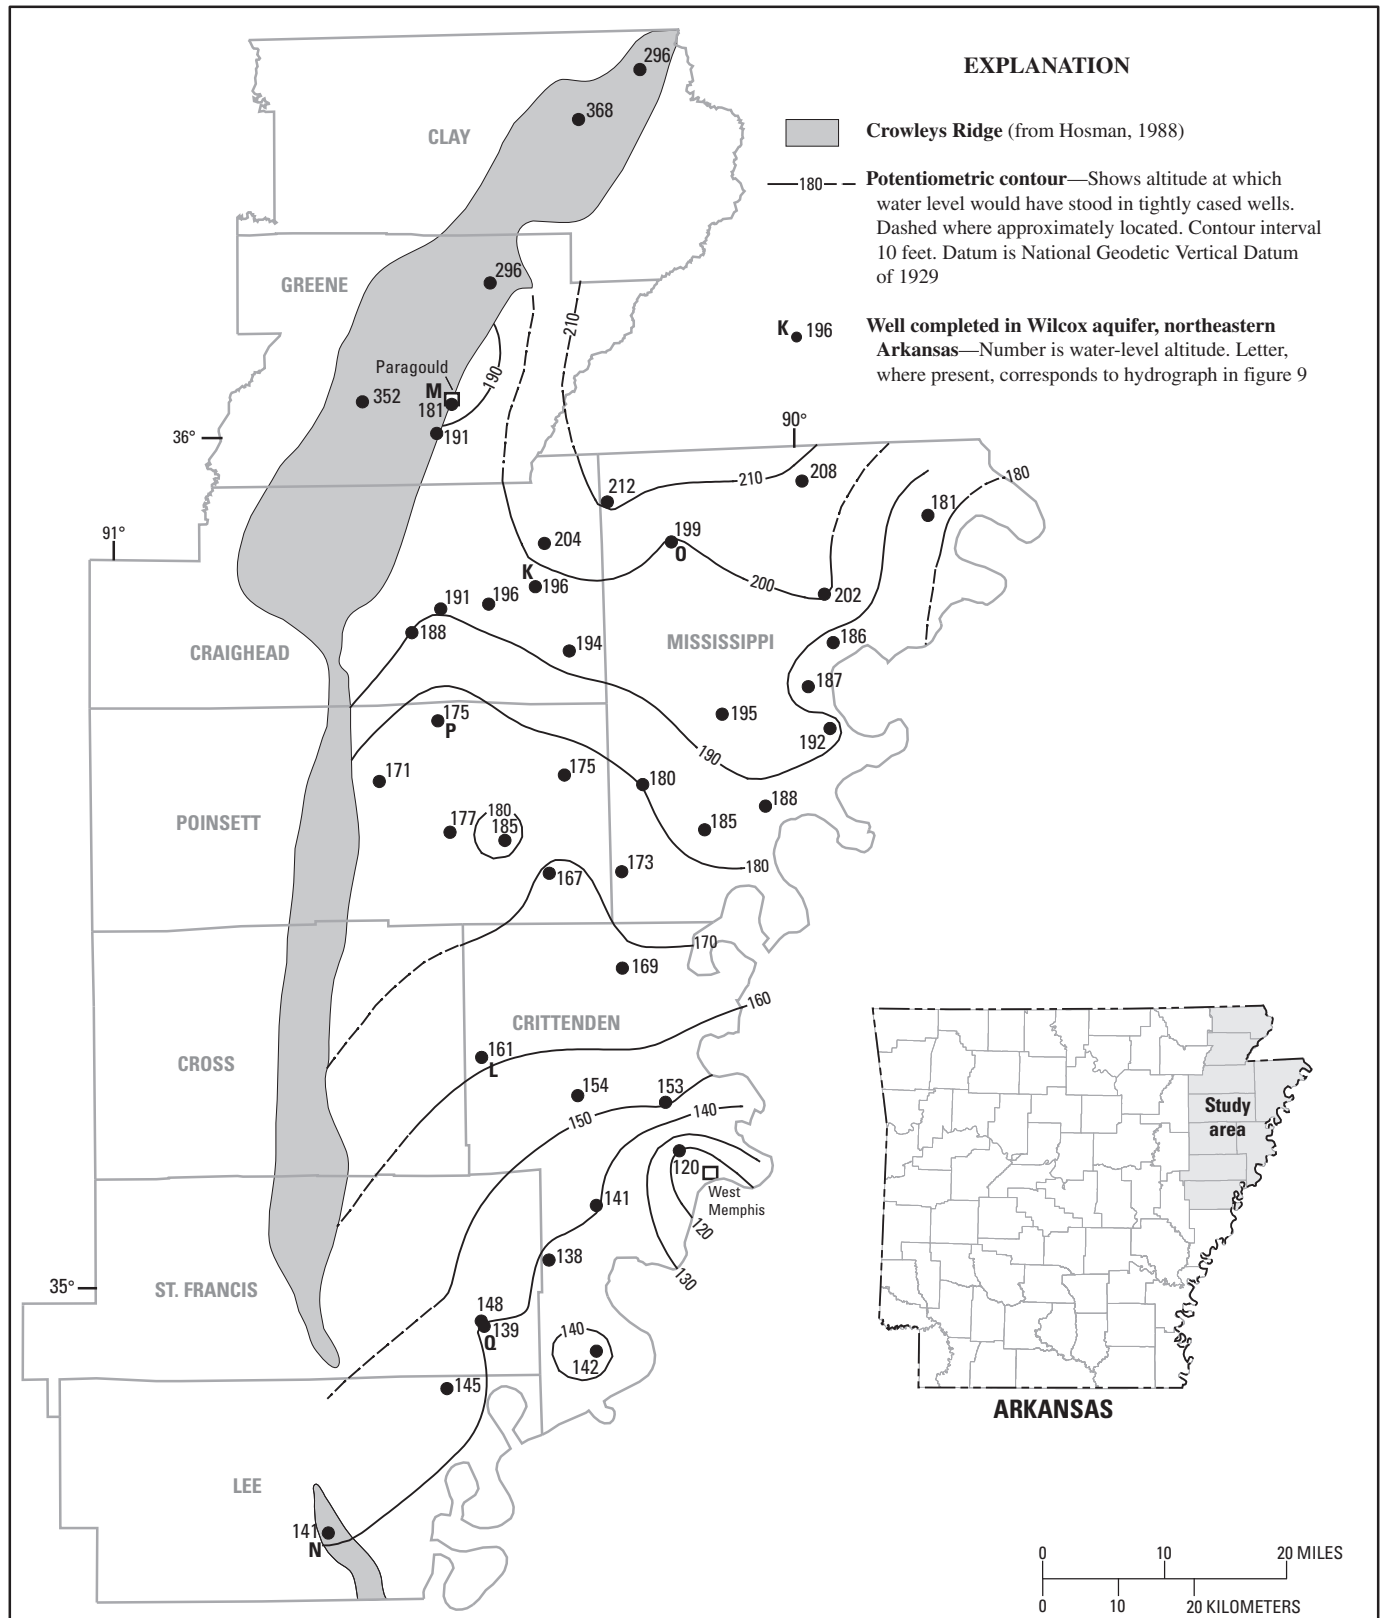 EXPLANATION
Crowleys Ridge (from Hosman, 1988)
180
Potentiometric contour—Shows altitude at which
water level would have stood in tightly cased wells.
Dashed where approximately located. Contour interval
10 feet. Datum is National Geodetic Vertical Datum
of 1929
K 196
Well completed in Wilcox aquifer, northeastern
Arkansas—Number is water-level altitude. Letter,
where present, corresponds to hydrograph in figure 9
296
368
CLAY
296
GREENE
210
Paragould
190
352
M
181
191
36°
90°
91°
212
210
208
180
181
204
199
O
K
196
196
191
188
200
202
CRAIGHEAD
194
MISSISSIPPI
186
187
175
P
195
192
190
171
175
180
188
POINSETT
177
180
185
185
173
180
167
170
169
160
CRITTENDEN
CROSS
161
L
154
153
150
140
120
West
Memphis
141
120
138
130
35°
ST. FRANCIS
148
139
Q
140
142
145
LEE
141
N
Study
area
ARKANSAS
0 10 20 MILES
0 10 20 KILOMETERS